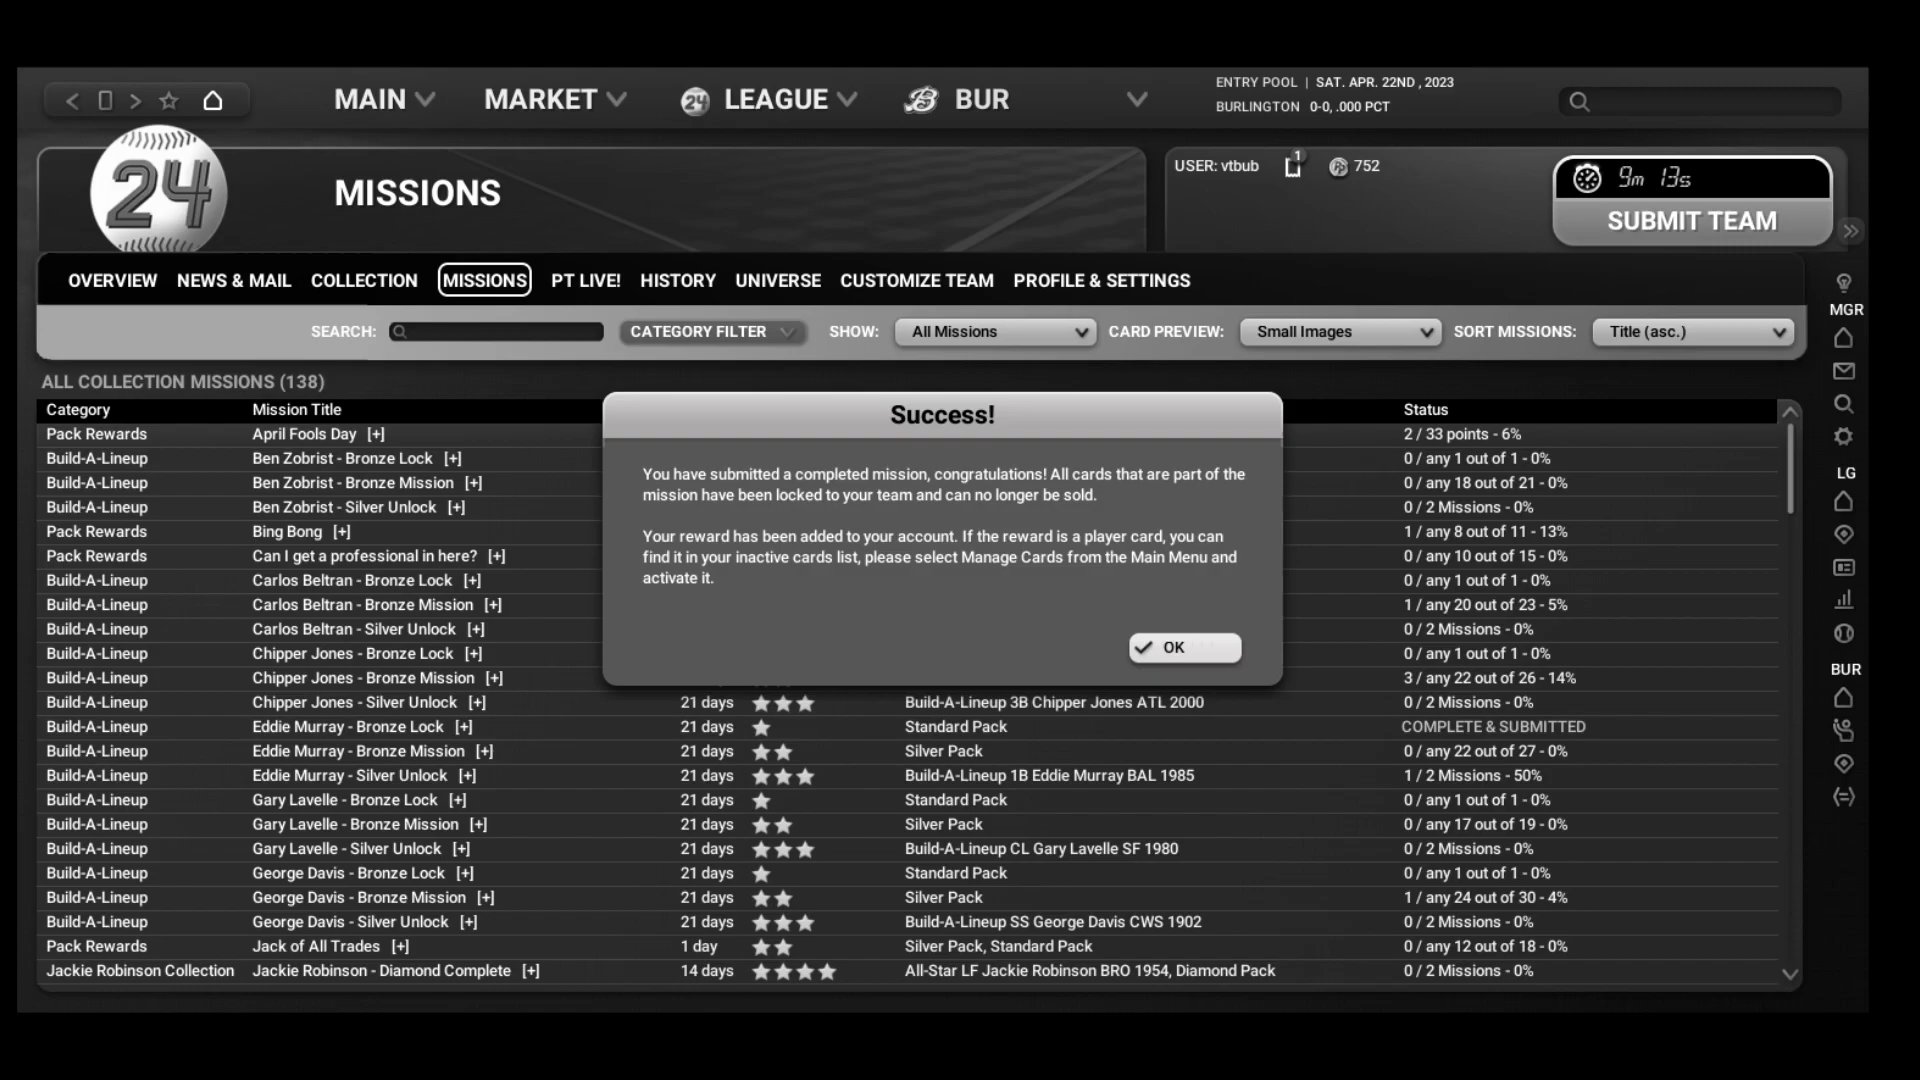 MAIN MARKET 24 LEAGUE B BUR
ENTRY POOL | SAT. APR. 22ND , 2023
BURLINGTON 0-0, .000 PCT
24
MISSIONS
USER: vtbub 1 752
9m 13s
SUBMIT TEAM
OVERVIEW NEWS & MAIL COLLECTION MISSIONS PT LIVE! HISTORY UNIVERSE CUSTOMIZE TEAM PROFILE & SETTINGS
SEARCH: CATEGORY FILTER SHOW: All Missions CARD PREVIEW: Small Images SORT MISSIONS: Title (asc.)
ALL COLLECTION MISSIONS (138)
Category Mission Title Status
Pack Rewards April Fools Day [+] 2 / 33 points - 6%
Build-A-Lineup Ben Zobrist - Bronze Lock [+] 0 / any 1 out of 1 - 0%
Build-A-Lineup Ben Zobrist - Bronze Mission [+] 0 / any 18 out of 21 - 0%
Build-A-Lineup Ben Zobrist - Silver Unlock [+] 0 / 2 Missions - 0%
Pack Rewards Bing Bong [+] 1 / any 8 out of 11 - 13%
Pack Rewards Can I get a professional in here? [+] 0 / any 10 out of 15 - 0%
Build-A-Lineup Carlos Beltran - Bronze Lock [+] 0 / any 1 out of 1 - 0%
Build-A-Lineup Carlos Beltran - Bronze Mission [+] 1 / any 20 out of 23 - 5%
Build-A-Lineup Carlos Beltran - Silver Unlock [+] 0 / 2 Missions - 0%
Build-A-Lineup Chipper Jones - Bronze Lock [+] 0 / any 1 out of 1 - 0%
Build-A-Lineup Chipper Jones - Bronze Mission [+] 3 / any 22 out of 26 - 14%
Build-A-Lineup Chipper Jones - Silver Unlock [+] 21 days Build-A-Lineup 3B Chipper Jones ATL 2000 0 / 2 Missions - 0%
Build-A-Lineup Eddie Murray - Bronze Lock [+] 21 days Standard Pack COMPLETE & SUBMITTED
Build-A-Lineup Eddie Murray - Bronze Mission [+] 21 days Silver Pack 0 / any 22 out of 27 - 0%
Build-A-Lineup Eddie Murray - Silver Unlock [+] 21 days Build-A-Lineup 1B Eddie Murray BAL 1985 1 / 2 Missions - 50%
Build-A-Lineup Gary Lavelle - Bronze Lock [+] 21 days Standard Pack 0 / any 1 out of 1 - 0%
Build-A-Lineup Gary Lavelle - Bronze Mission [+] 21 days Silver Pack 0 / any 17 out of 19 - 0%
Build-A-Lineup Gary Lavelle - Silver Unlock [+] 21 days Build-A-Lineup CL Gary Lavelle SF 1980 0 / 2 Missions - 0%
Build-A-Lineup George Davis - Bronze Lock [+] 21 days Standard Pack 0 / any 1 out of 1 - 0%
Build-A-Lineup George Davis - Bronze Mission [+] 21 days Silver Pack 1 / any 24 out of 30 - 4%
Build-A-Lineup George Davis - Silver Unlock [+] 21 days Build-A-Lineup SS George Davis CWS 1902 0 / 2 Missions - 0%
Pack Rewards Jack of All Trades [+] 1 day Silver Pack, Standard Pack 0 / any 12 out of 18 - 0%
Jackie Robinson Collection Jackie Robinson - Diamond Complete [+] 14 days All-Star LF Jackie Robinson BRO 1954, Diamond Pack 0 / 2 Missions - 0%
Success!
You have submitted a completed mission, congratulations! All cards that are part of the
mission have been locked to your team and can no longer be sold.
Your reward has been added to your account. If the reward is a player card, you can
find it in your inactive cards list, please select Manage Cards from the Main Menu and
activate it.
OK
MGR
LG
BUR